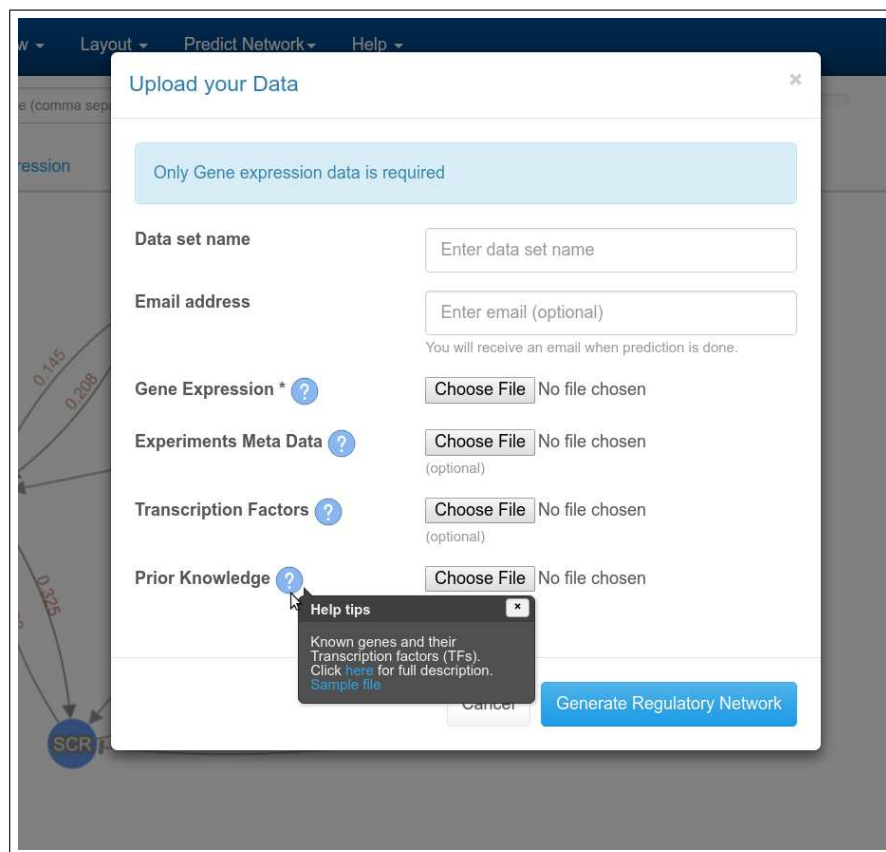 Layout Predict Network Help
Upload your Data ×
e (comma sep
ression
Only Gene expression data is required
Data set name
Enter data set name
Email address
Enter email (optional)
You will receive an email when prediction is done.
0.145
0.208
Gene Expression * ? Choose File No file chosen
Experiments Meta Data ? Choose File No file chosen
(optional)
Transcription Factors ? Choose File No file chosen
(optional)
Prior Knowledge ? Choose File No file chosen
0.325
Help tips ×
Known genes and their
Transcription factors (TFs).
Click here for full description.
Sample file
Cancel Generate Regulatory Network
SCR